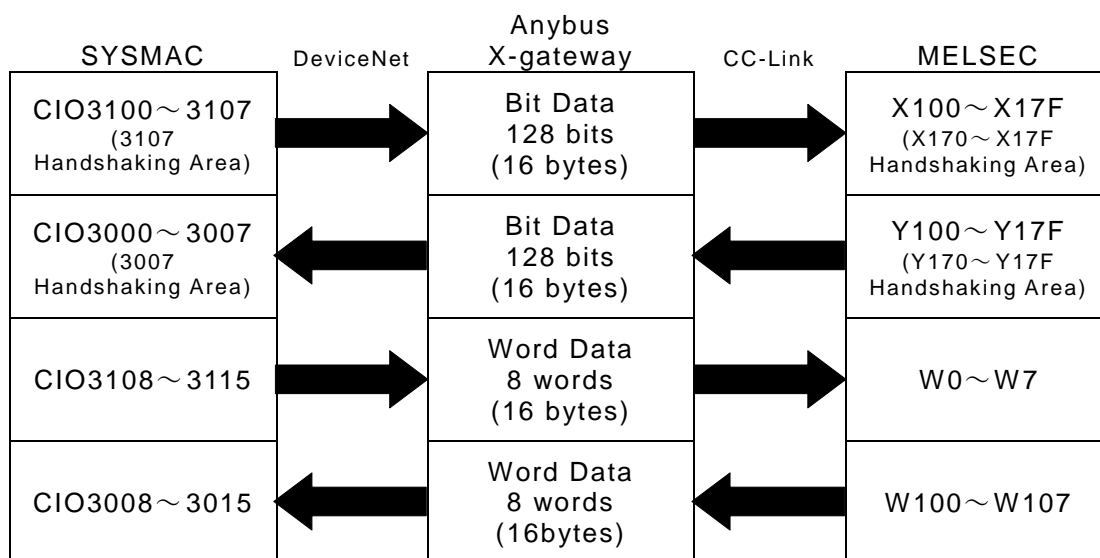 SYSMAC
DeviceNet
Anybus
X-gateway
CC-Link
MELSEC
CIO3100～3107
(3107
Handshaking Area)
Bit Data
128 bits
(16 bytes)
X100～X17F
(X170～X17F
Handshaking Area)
CIO3000～3007
(3007
Handshaking Area)
Bit Data
128 bits
(16 bytes)
Y100～Y17F
(Y170～Y17F
Handshaking Area)
CIO3108～3115
Word Data
8 words
(16 bytes)
W0～W7
CIO3008～3015
Word Data
8 words
(16bytes)
W100～W107